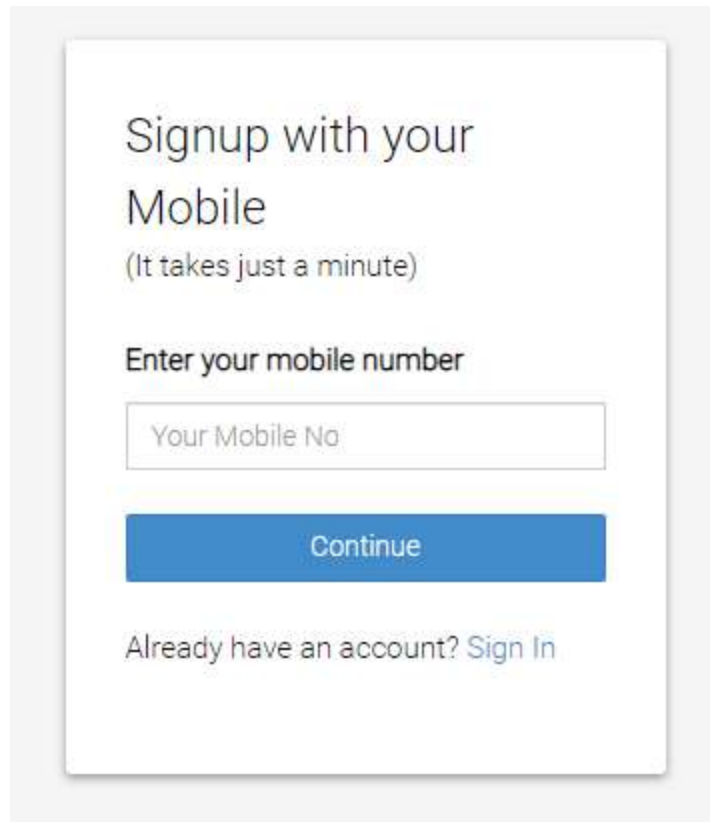 Signup with your
Mobile
(It takes just a minute)
Enter your mobile number
Your Mobile No
Continue
Already have an account? Sign In